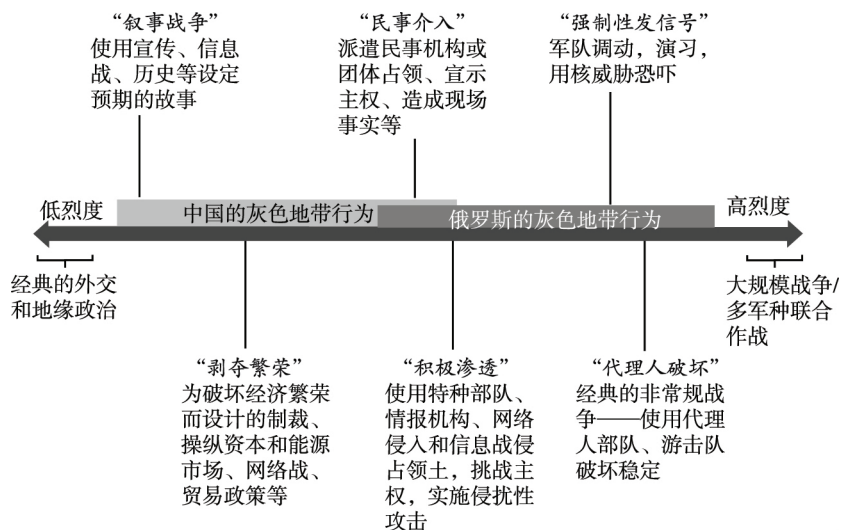 “叙事战争”
使用宣传、信息
战、历史等设定
预期的故事
“民事介入”
派遣民事机构或
团体占领、宣示
主权、造成现场
事实等
“强制性发信号”
军队调动，演习，
用核威胁恐吓
低烈度
中国的灰色地带行为
俄罗斯的灰色地带行为
高烈度
经典的外交
和地缘政治
大规模战争/
多军种联合
作战
“剥夺繁荣”
为破坏经济繁荣
而设计的制裁、
操纵资本和能源
市场、网络战、
贸易政策等
“积极渗透”
使用特种部队、
情报机构、网络
侵入和信息战侵
占领土，挑战主
权，实施侵扰性
攻击
“代理人破坏”
经典的非常规战
争——使用代理
人部队、游击队
破坏稳定